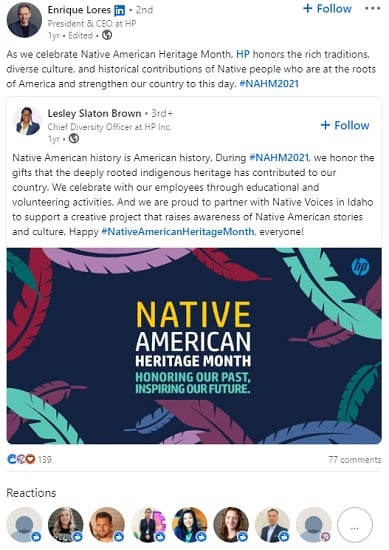 Enrique Lores in • 2nd
+ Follow
...
President & CEO at HP
1yr • Edited •
As we celebrate Native American Heritage Month, HP honors the rich traditions,
diverse culture, and historical contributions of Native people who are at the roots
of America and strengthen our country to this day. #NAHM2021
Lesley Slaton Brown • 3rd+
Chief Diversity Officer at HP Inc.
1yr •
+ Follow
Native American history is American history. During #NAHM2021, we honor the
gifts that the deeply rooted indigenous heritage has contributed to our
country. We celebrate with our employees through educational and
volunteering activities. And we are proud to partner with Native Voices in Idaho
to support a creative project that raises awareness of Native American stories
and culture. Happy #NativeAmericanHeritageMonth, everyone!
hp
NATIVE
AMERICAN
HERITAGE MONTH
HONORING OUR PAST,
INSPIRING OUR FUTURE.
139
77 comments
Reactions
...